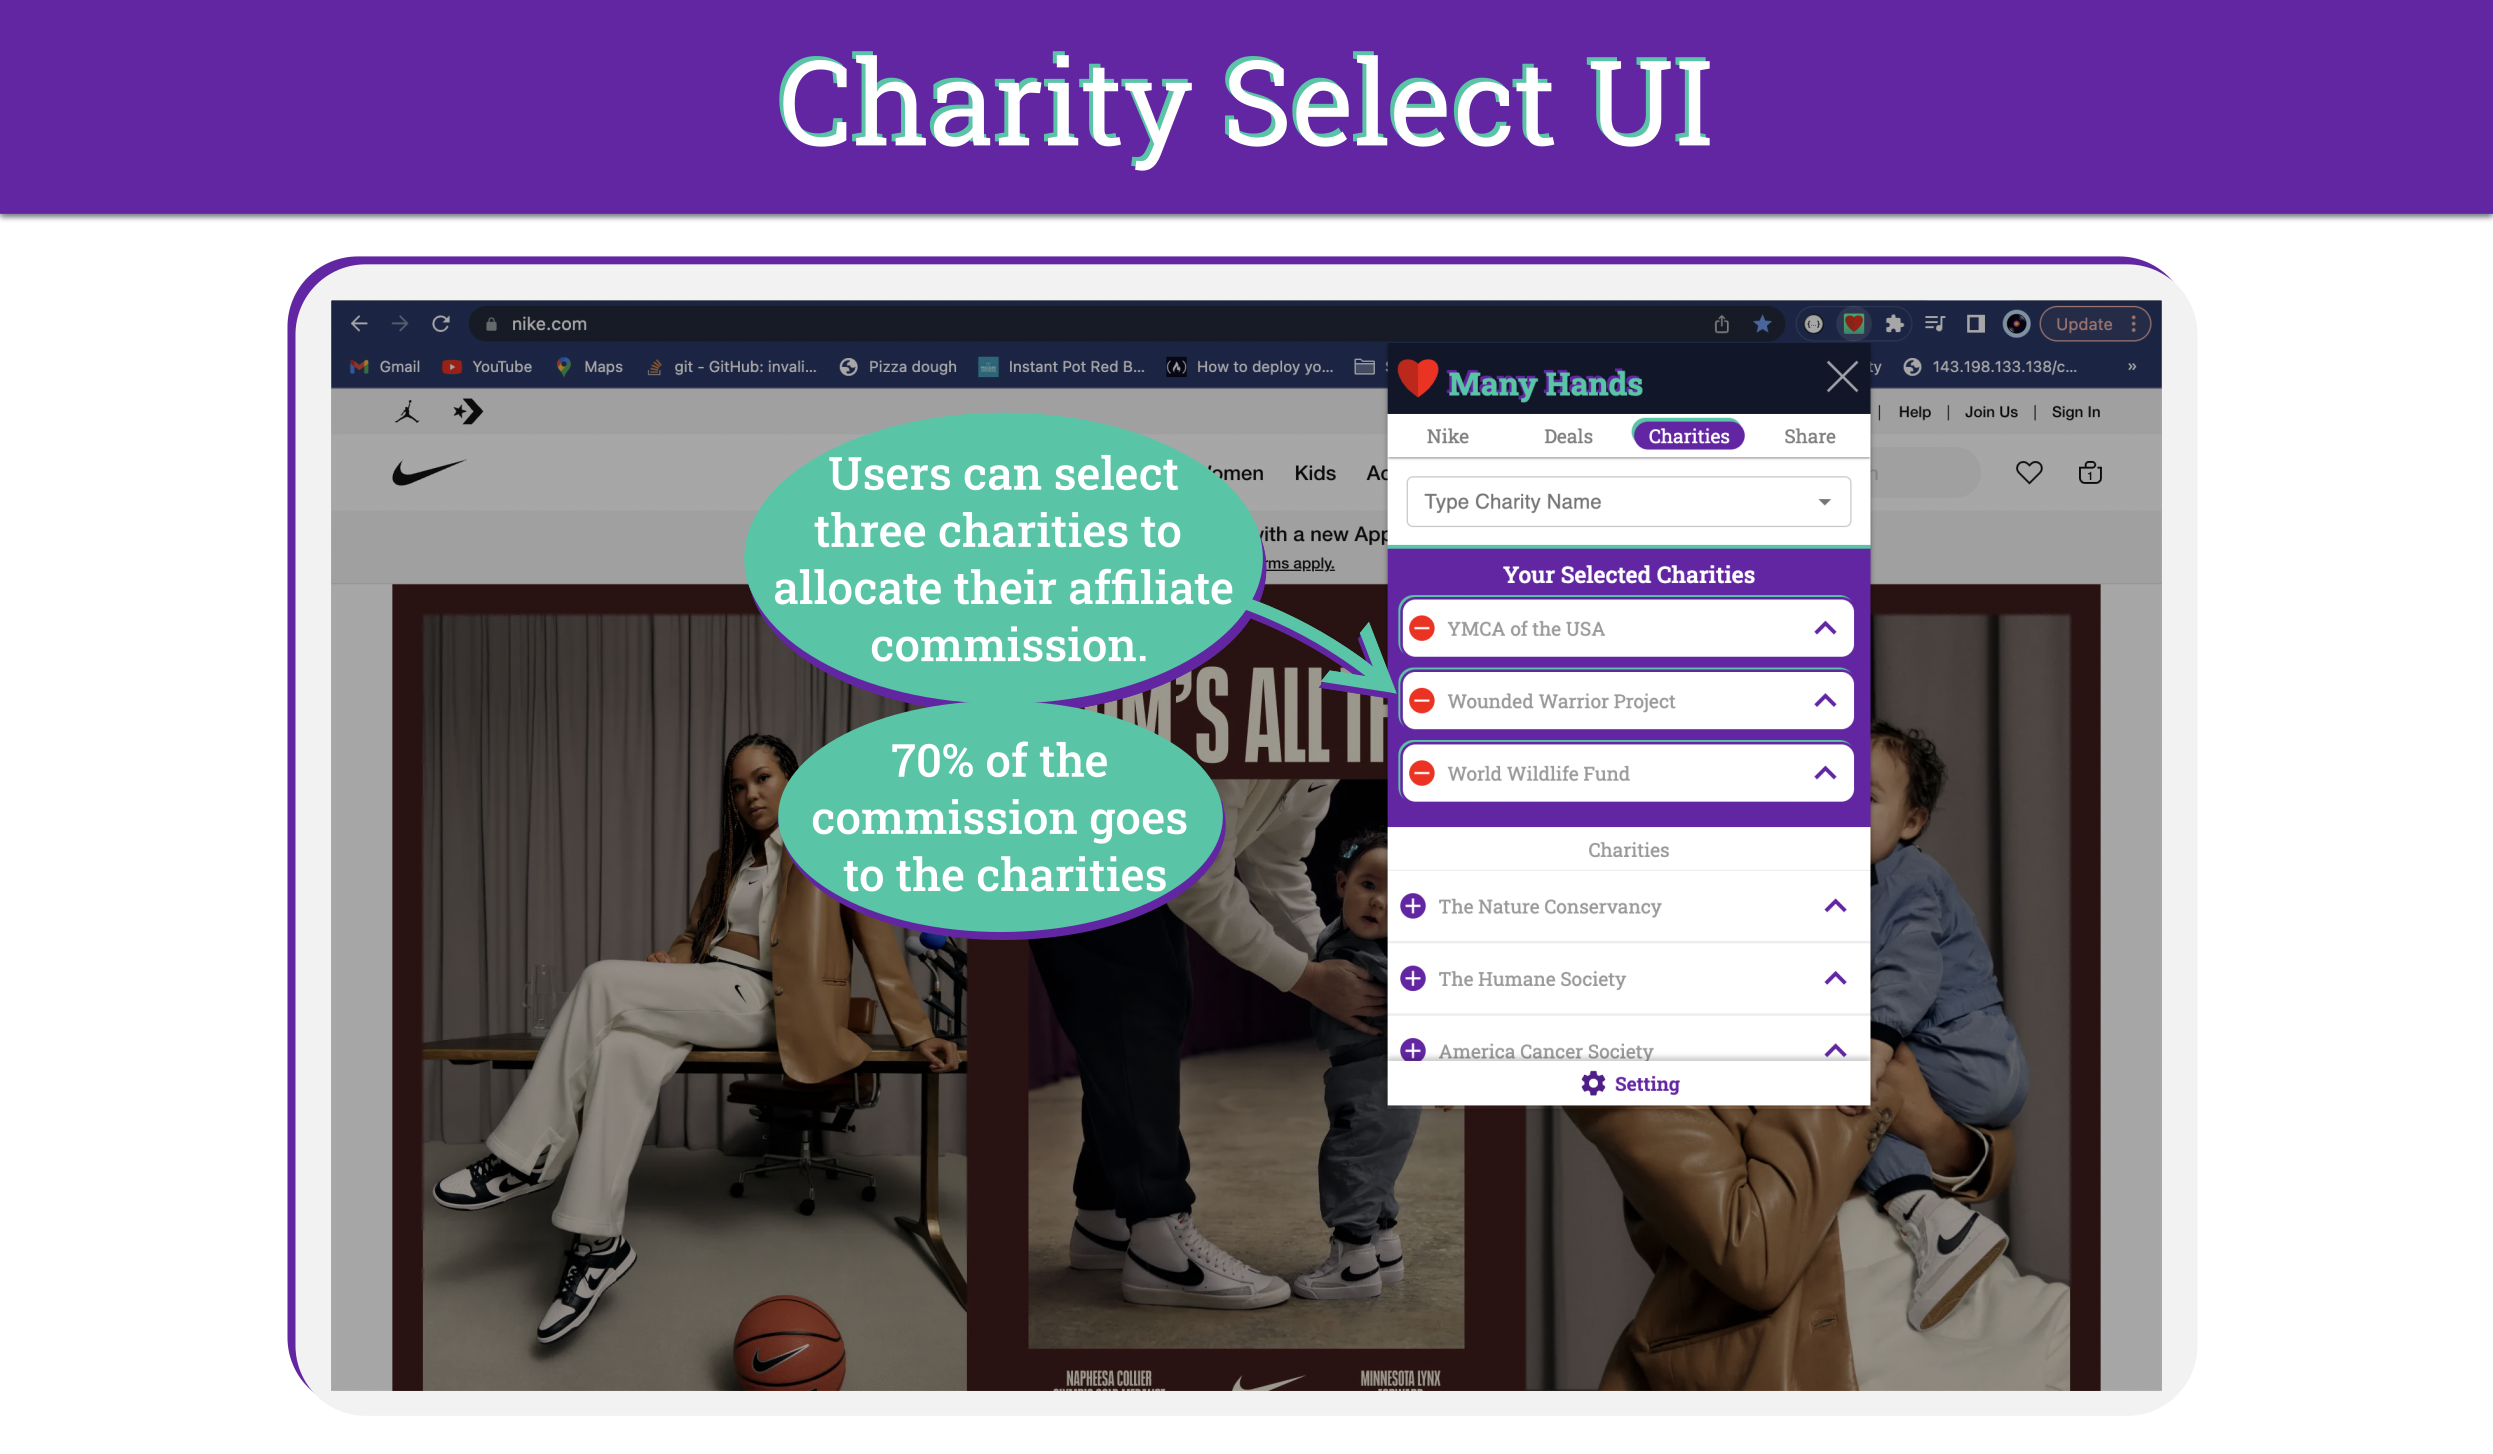 Charity Select UI
nike.com
Update
Gmail
YouTube
Maps
git - GitHub: invali...
Pizza dough
Instant Pot Red B...
How to deploy yo...
143.198.133.138/c...
»
Many Hands
| Help | Join Us | Sign In
Nike
Deals
Charities
Share
Kids
Type Charity Name
with a new App
rms apply.
Users can select
three charities to
allocate their affiliate
commission.
70% of the
commission goes
to the charities
Your Selected Charities
YMCA of the USA
Wounded Warrior Project
World Wildlife Fund
Charities
The Nature Conservancy
The Humane Society
America Cancer Society
Setting
'S ALL
1
NAPHEESA COLLIER
MINNESOTA LYNX